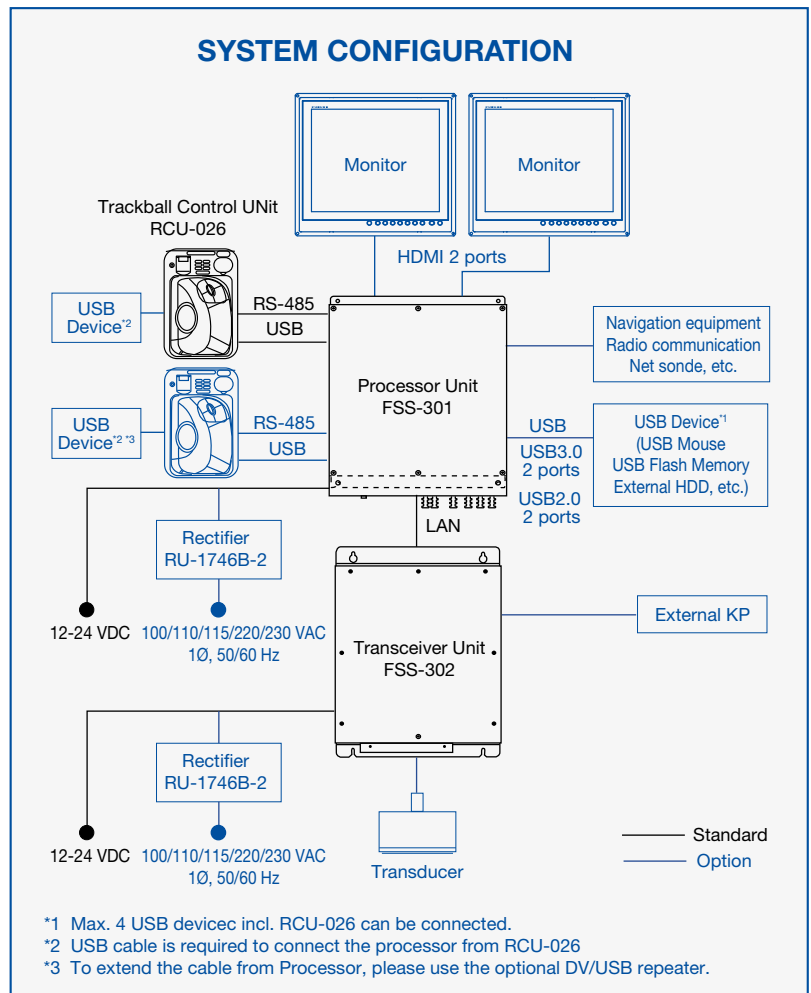 SYSTEM CONFIGURATION
Monitor
Monitor
Trackball Control UNit
RCU-026
HDMI 2 ports
USB
Device*2
RS-485
USB
Navigation equipment
Radio communication
Net sonde, etc.
Processor Unit
FSS-301
USB
Device*2 *3
RS-485
USB
USB
USB3.0
2 ports
USB2.0
2 ports
USB Device*1
(USB Mouse
USB Flash Memory
External HDD, etc.)
LAN
Rectifier
RU-1746B-2
12-24 VDC
100/110/115/220/230 VAC
1Ø, 50/60 Hz
External KP
Transceiver Unit
FSS-302
Rectifier
RU-1746B-2
12-24 VDC
100/110/115/220/230 VAC
1Ø, 50/60 Hz
Transducer
Standard
Option
*1 Max. 4 USB devicec incl. RCU-026 can be connected.
*2 USB cable is required to connect the processor from RCU-026
*3 To extend the cable from Processor, please use the optional DV/USB repeater.